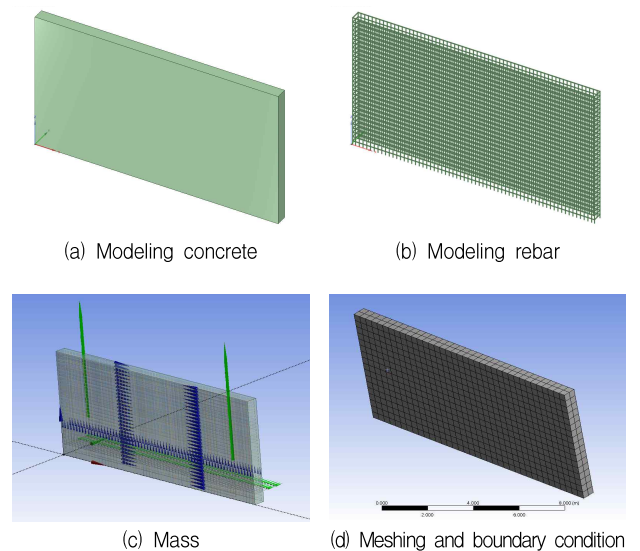 (a) Modeling concrete
(b) Modeling rebar
(c) Mass
0.000 4.000 8.000 (m)
2.000 6.000
(d) Meshing and boundary condition